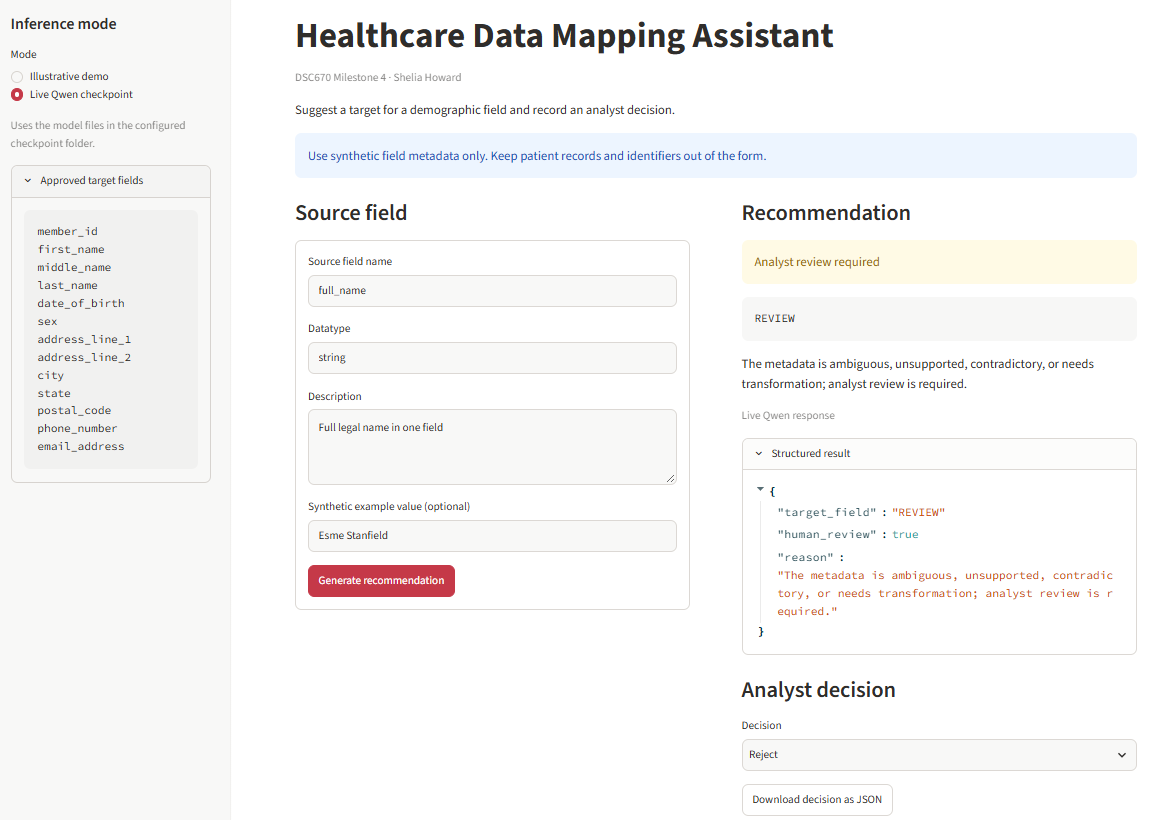 Inference mode
Mode
Illustrative demo
Live Qwen checkpoint
Uses the model files in the configured
checkpoint folder.
Approved target fields
member_id
first_name
middle_name
last_name
date_of_birth
sex
address_line_1
address_line_2
city
state
postal_code
phone_number
email_address
Healthcare Data Mapping Assistant
DSC670 Milestone 4 · Shelia Howard
Suggest a target for a demographic field and record an analyst decision.
Use synthetic field metadata only. Keep patient records and identifiers out of the form.
Source field
Source field name
full_name
Datatype
string
Description
Full legal name in one field
Synthetic example value (optional)
Esme Stanfield
Generate recommendation
Recommendation
Analyst review required
REVIEW
The metadata is ambiguous, unsupported, contradictory, or needs
transformation; analyst review is required.
Live Qwen response
Structured result
{
"target_field" : "REVIEW"
"human_review" : true
"reason" :
"The metadata is ambiguous, unsupported, contradic
tory, or needs transformation; analyst review is r
equired."
}
Analyst decision
Decision
Reject
Download decision as JSON